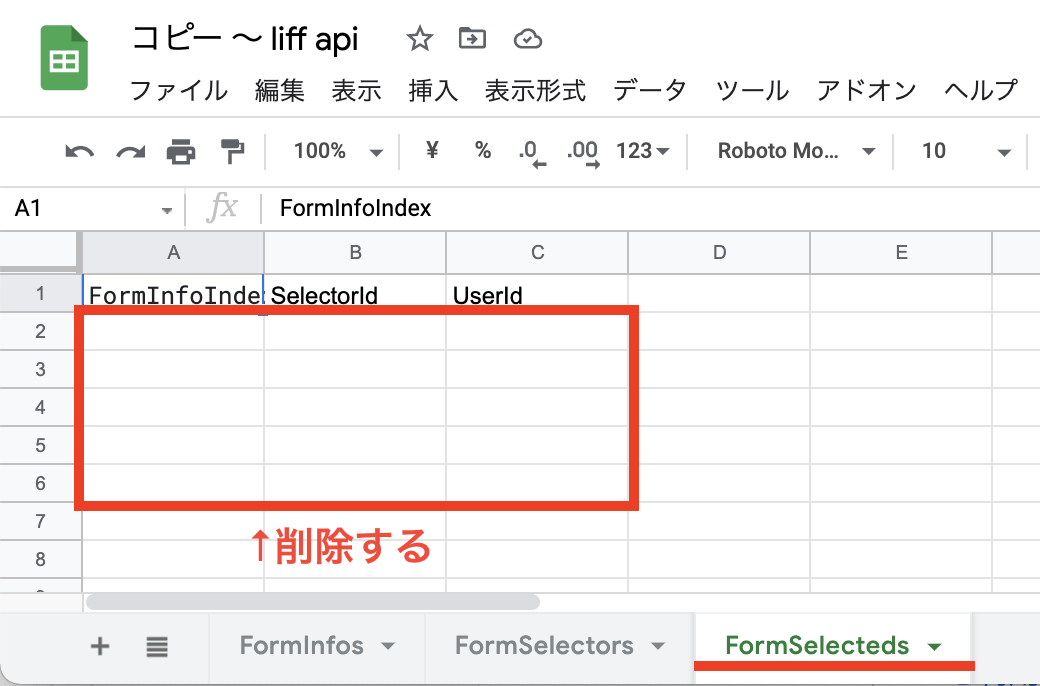 コピー ～ liff api
ファイル 編集 表示 挿入 表示形式 データ ツール アドオン ヘルプ
100% ¥ % .0 .00 123 Roboto Mo... 10
A1 fx FormInfoIndex
A B C D E
1 FormInfoInde SelectorId UserId
2
3
4
5
6
7
8
↑削除する
FormInfos FormSelectors FormSelecteds